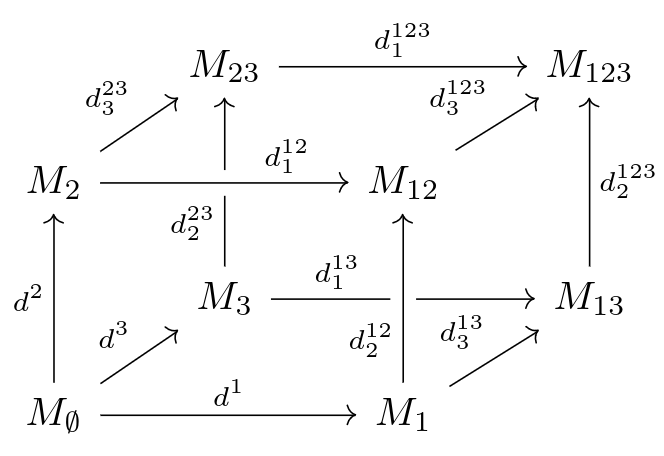 d_1^{123}
M_{23} M_{123}
d_3^{23} d_3^{123}
d_1^{12}
M_2 M_{12} d_2^{123}
d_2^{23}
d_1^{13}
d^2 M_3 M_{13}
d^3 d_2^{12} d_3^{13}
d^1
M_∅ M_1